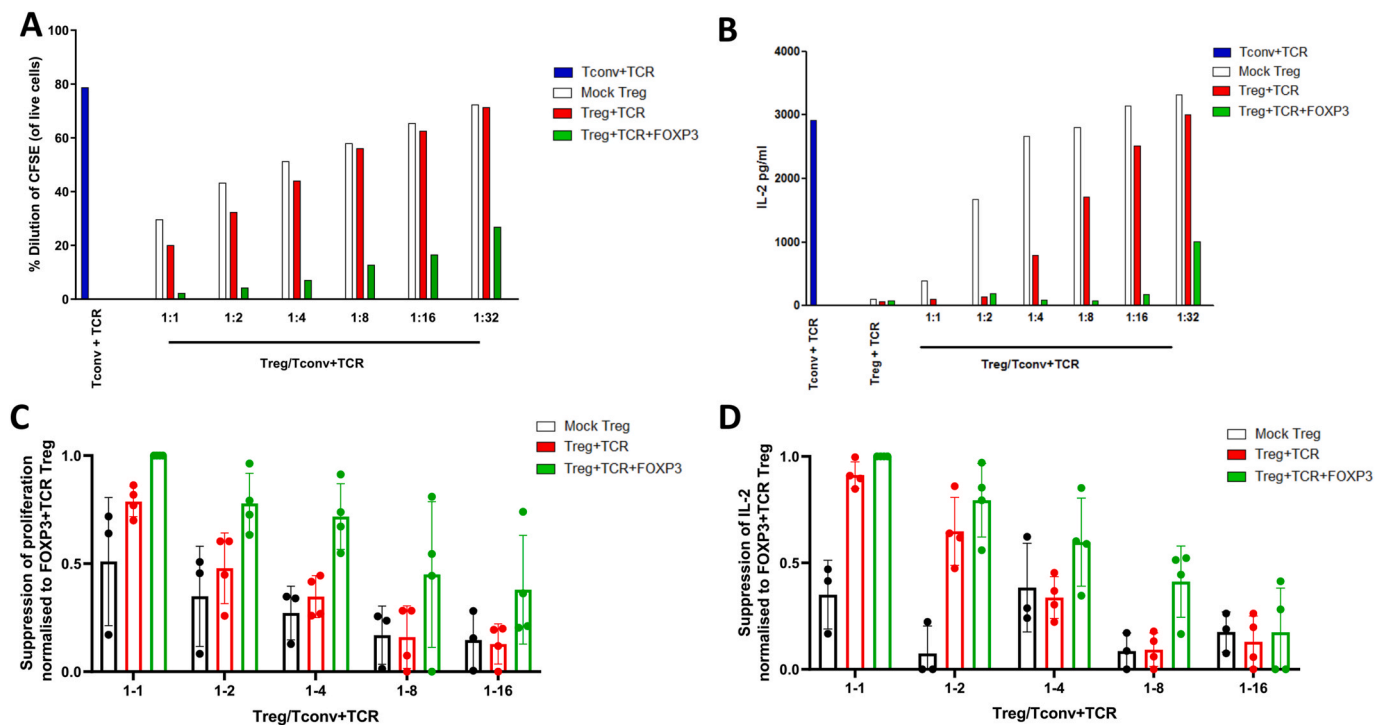 A
% Dilution of CFSE (of live cells)
100
80
60
40
20
0
Tconv + TCR
1:1
1:2
1:4
1:8
1:16
1:32
Treg/Tconv+TCR
Tconv+TCR
Mock Treg
Treg+TCR
Treg+TCR+FOXP3
B
IL-2 pg/ml
4000
3000
2000
1000
0
Tconv + TCR
Treg + TCR
1:1
1:2
1:4
1:8
1:16
1:32
Treg/Tconv+TCR
Tconv+TCR
Mock Treg
Treg+TCR
Treg+TCR+FOXP3
C
Suppression of proliferation
normalised to FOXP3+TCR Treg
1.0
0.5
0.0
1-1
1-2
1-4
1-8
1-16
Treg/Tconv+TCR
Mock Treg
Treg+TCR
Treg+TCR+FOXP3
D
Suppression of IL-2
normalised to FOXP3+TCR Treg
1.0
0.5
0.0
1-1
1-2
1-4
1-8
1-16
Treg/Tconv+TCR
Mock Treg
Treg+TCR
Treg+TCR+FOXP3